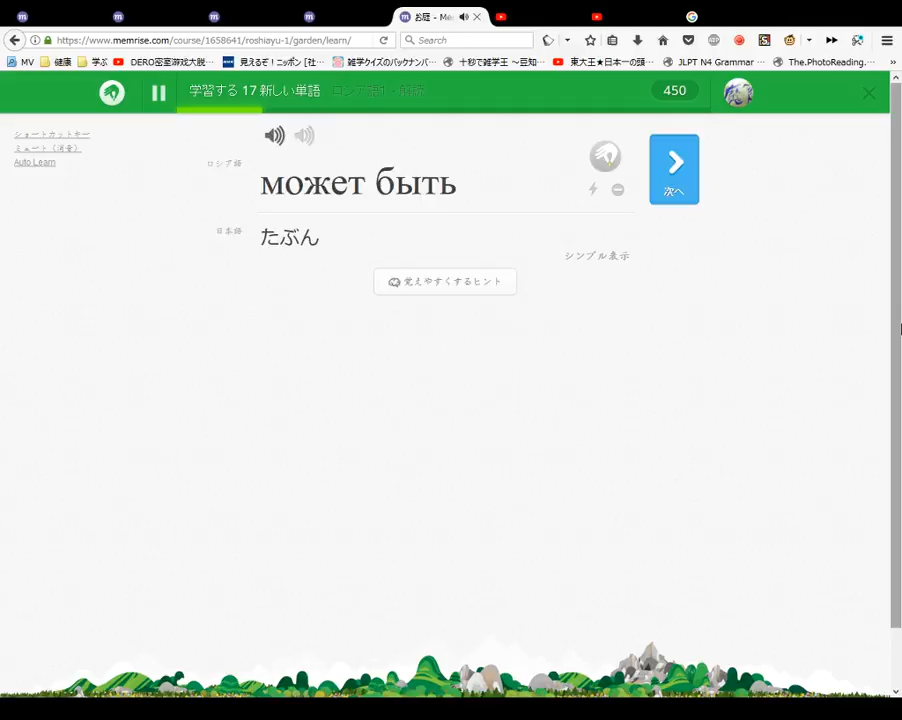 お庭 - Me
https://www.memrise.com/course/1658641/roshiayu-1/garden/learn/
Search
MV 健康 学ぶ DERO密室游戏大脱… 見えるぞ！ニッポン [社… 雑学クイズのバックナンバ… 十秒で雑学王 ～豆知… 東大王★日本一の頭… JLPT N4 Grammar … The.PhotoReading.…
学習する 17 新しい単語
450
ショートカットキー
ミュート（消音）
Auto Learn
ロシア語
может быть
次へ
日本語
たぶん
シンプル表示
覚えやすくするヒント